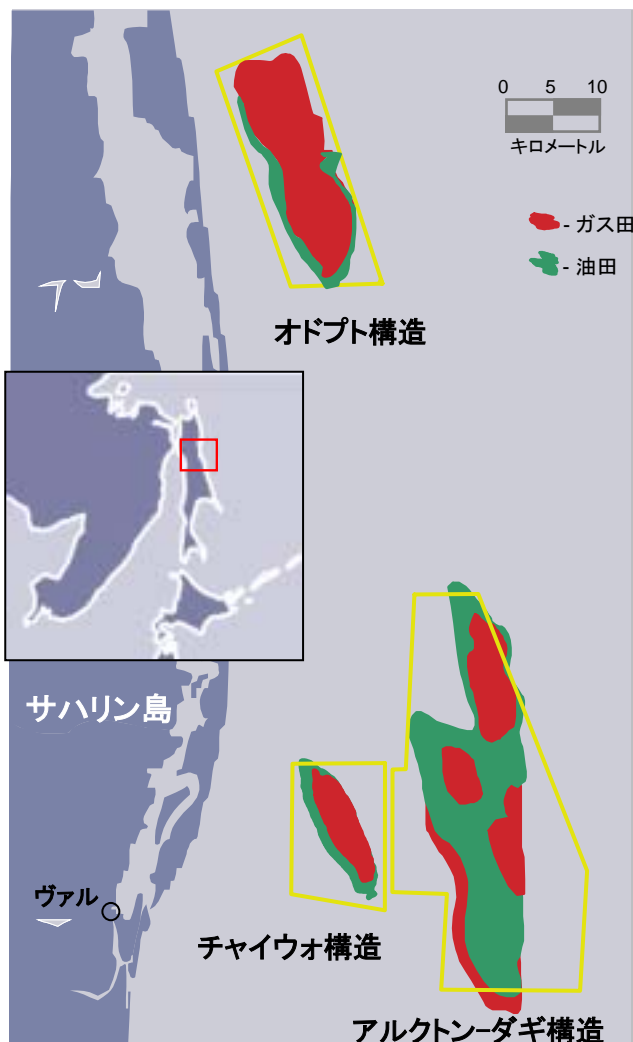 0 5 10
キロメートル
- ガス田
- 油田
オドプト構造
サハリン島
ヴァル
チャイウォ構造
アルクトン-ダギ構造